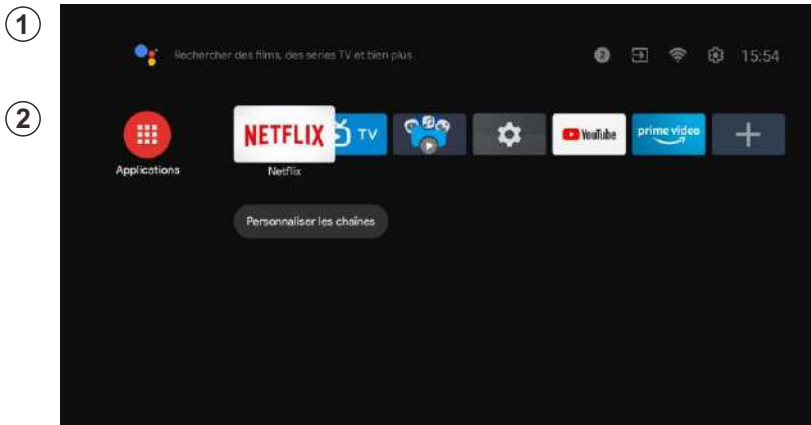 1
Rechercher des films, des séries TV et bien plus
2
15:54
2
NETFLIX
TV
YouTube
prime video
Applications
Netflix
Personnaliser les chaînes